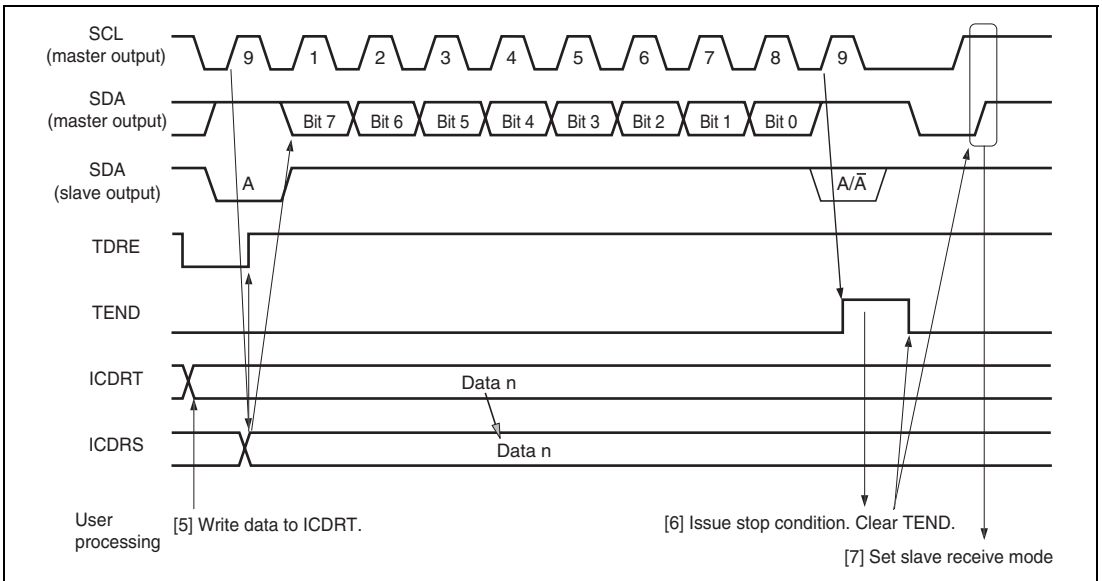 SCL
(master output)
9 1 2 3 4 5 6 7 8 9
SDA
(master output)
Bit 7 Bit 6 Bit 5 Bit 4 Bit 3 Bit 2 Bit 1 Bit 0
SDA
(slave output)
A A/A̅
TDRE
TEND
ICDRT
Data n
ICDRS
Data n
User
processing
[5] Write data to ICDRT.
[6] Issue stop condition. Clear TEND.
[7] Set slave receive mode